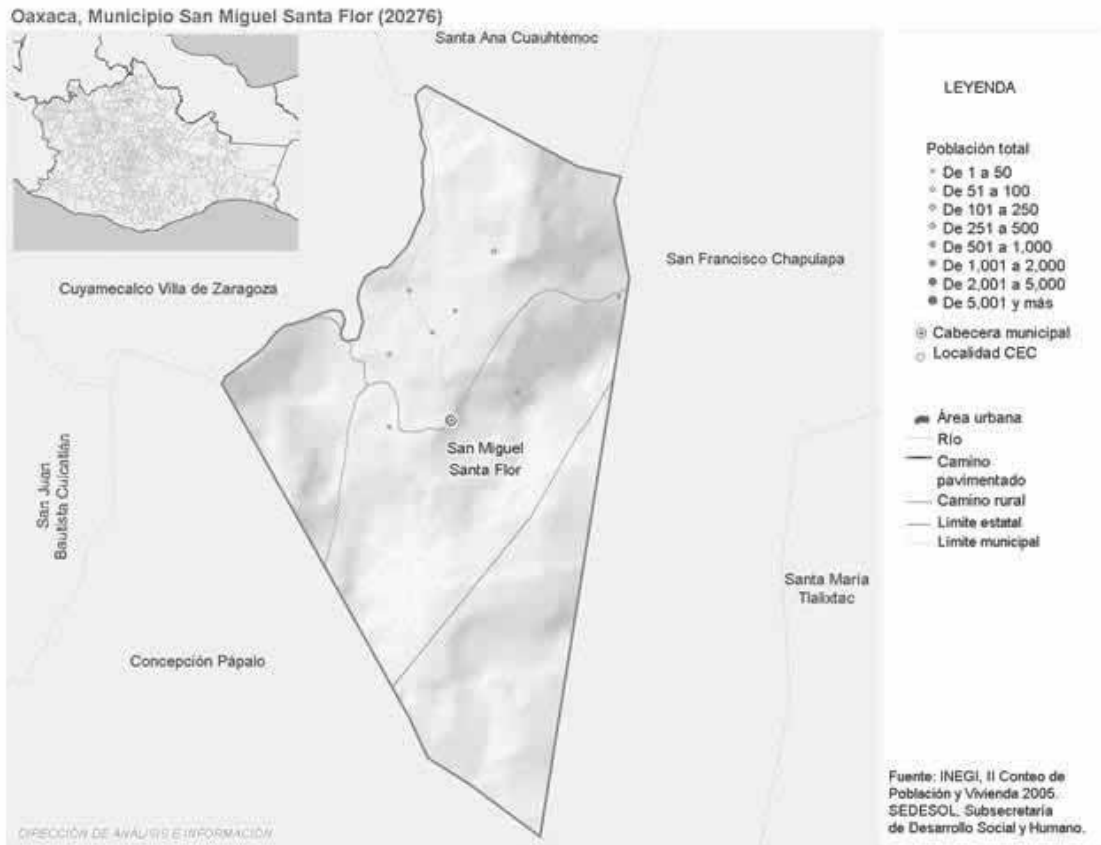 Oaxaca, Municipio San Miguel Santa Flor (20276)
Santa Ana Cuauhtémoc
San Francisco Chapulapa
Cuyamecalco Villa de Zaragoza
San Juan
Bautista Cuicatlán
San Miguel
Santa Flor
Santa María
Tlalixtac
Concepción Pápalo
DIRECCIÓN DE ANÁLISIS E INFORMACIÓN
LEYENDA
Población total
De 1 a 50
De 51 a 100
De 101 a 250
De 251 a 500
De 501 a 1,000
De 1,001 a 2,000
De 2,001 a 5,000
De 5,001 y más
Cabecera municipal
Localidad CEC
Área urbana
Río
Camino
pavimentado
Camino rural
Límite estatal
Límite municipal
Fuente: INEGI, II Conteo de
Población y Vivienda 2005.
SEDESOL, Subsecretaría
de Desarrollo Social y Humano.